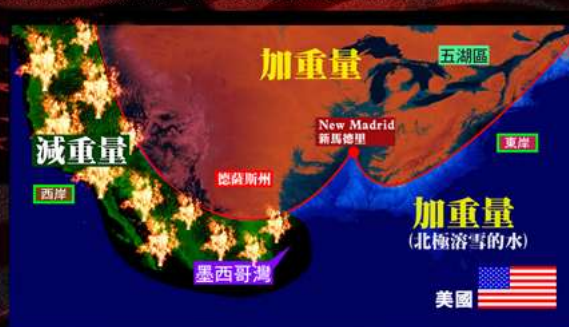 加重量
五湖區
New Madrid
新馬德里
減重量
東岸
德薩斯州
西岸
加重量
(北極溶雪的水)
墨西哥灣
美國